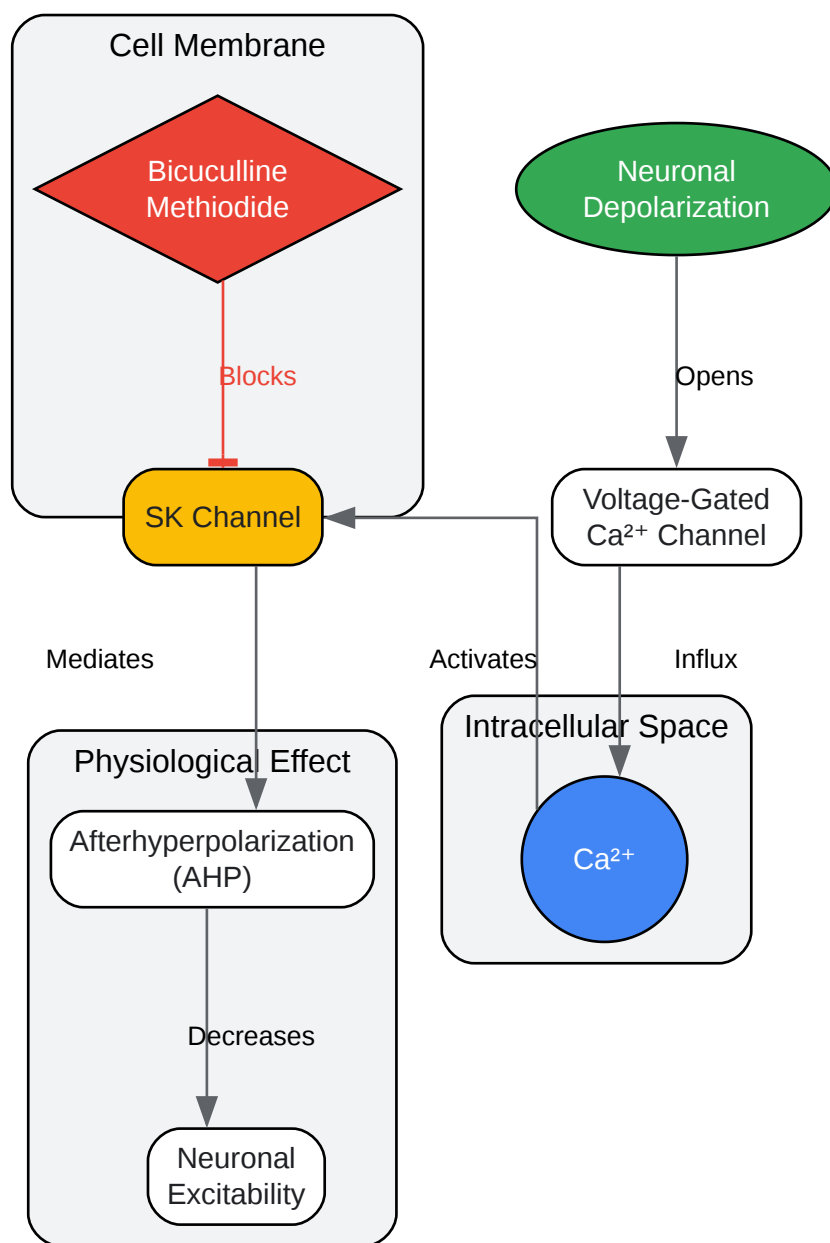 Cell Membrane
Bicuculline
Methiodide
Neuronal
Depolarization
Blocks
Opens
SK Channel
Voltage-Gated
Ca²⁺ Channel
Mediates
Activates
Influx
Intracellular Space
Physiological Effect
Afterhyperpolarization
(AHP)
Ca²⁺
Decreases
Neuronal
Excitability